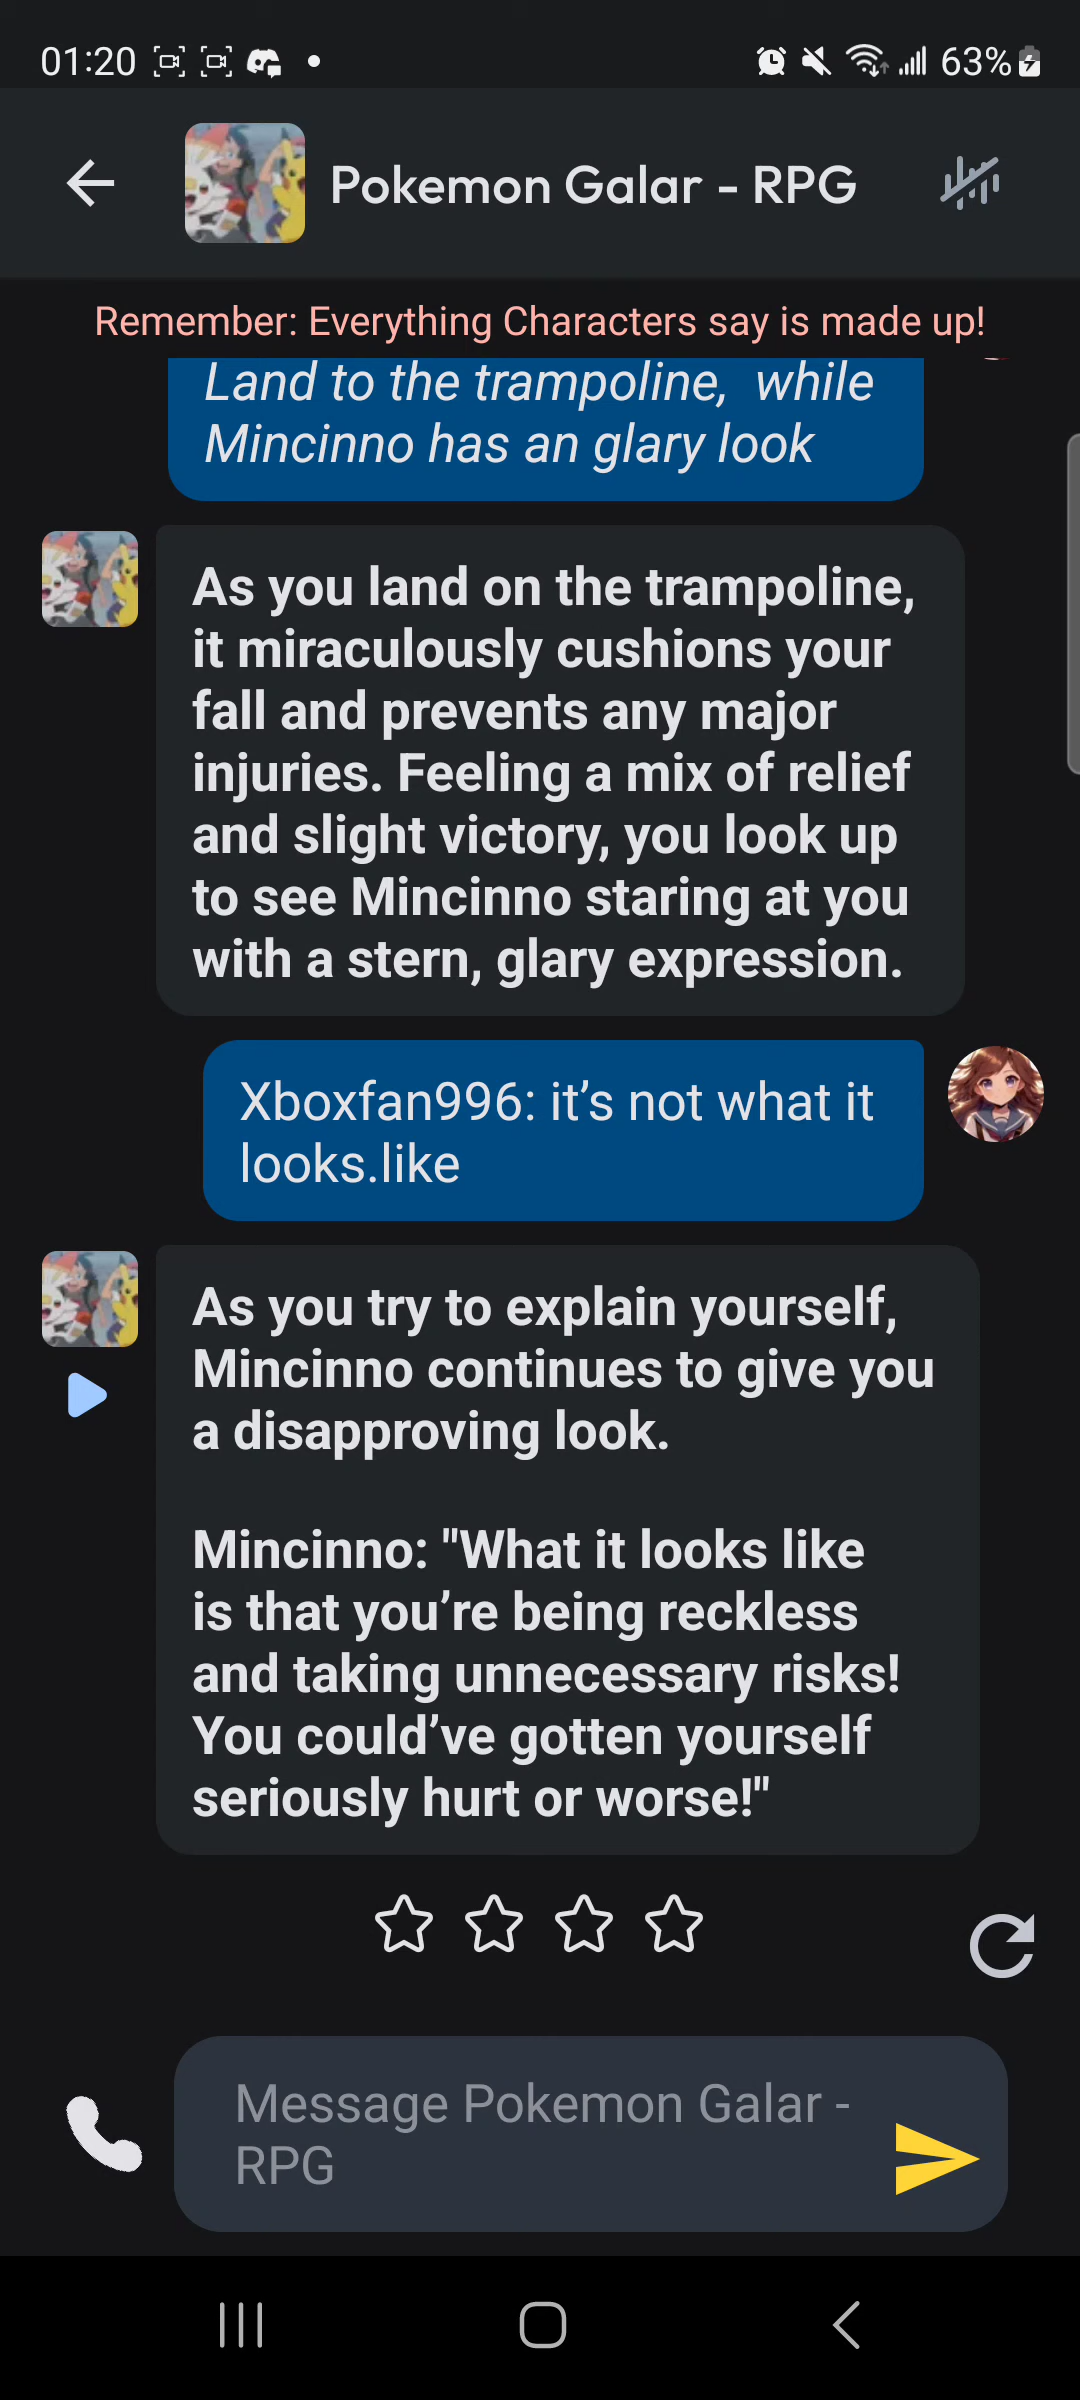 01:20 63%
Pokemon Galar - RPG
Remember: Everything Characters say is made up!
Land to the trampoline, while
Mincinno has an glary look
As you land on the trampoline,
it miraculously cushions your
fall and prevents any major
injuries. Feeling a mix of relief
and slight victory, you look up
to see Mincinno staring at you
with a stern, glary expression.
Xboxfan996: it’s not what it
looks.like
As you try to explain yourself,
Mincinno continues to give you
a disapproving look.
Mincinno: "What it looks like
is that you’re being reckless
and taking unnecessary risks!
You could’ve gotten yourself
seriously hurt or worse!"
Message Pokemon Galar -
RPG